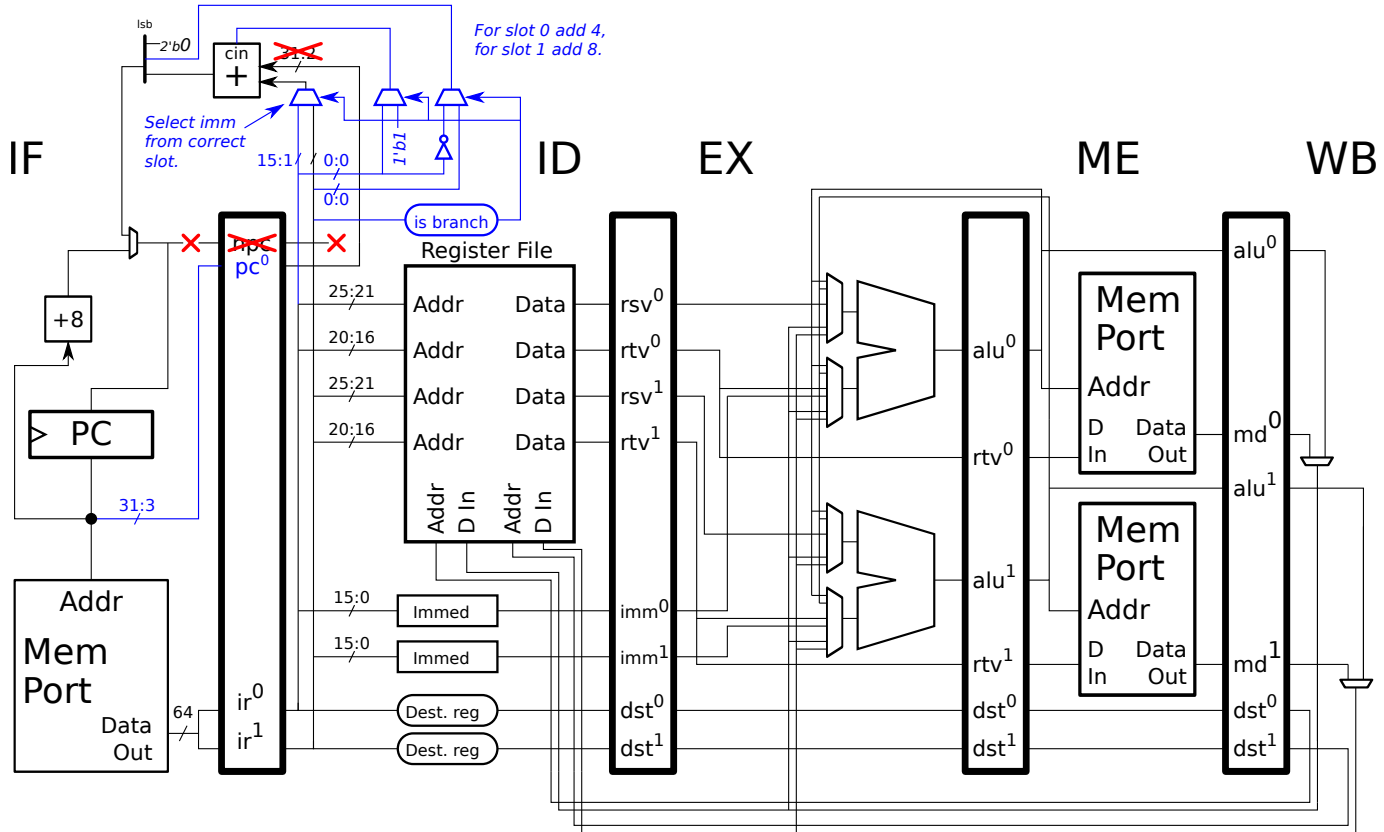 lsb
2'b0
cin
+
31:2
For slot 0 add 4,
for slot 1 add 8.
Select imm
from correct
slot.
15:1
0:0
1'b1
0:0
is branch
IF
ID
EX
ME
WB
npc
pc0
+8
PC
31:3
Addr
Mem
Port
Data
Out
64
ir0
ir1
Register File
25:21
Addr
Data
20:16
Addr
Data
25:21
Addr
Data
20:16
Addr
Data
Addr
D In
Addr
D In
15:0
Immed
15:0
Immed
Dest. reg
Dest. reg
rsv0
rtv0
rsv1
rtv1
imm0
imm1
dst0
dst1
alu0
rtv0
alu1
rtv1
dst0
dst1
Mem
Port
Addr
D
In
Data
Out
Mem
Port
Addr
D
In
Data
Out
alu0
md0
alu1
md1
dst0
dst1